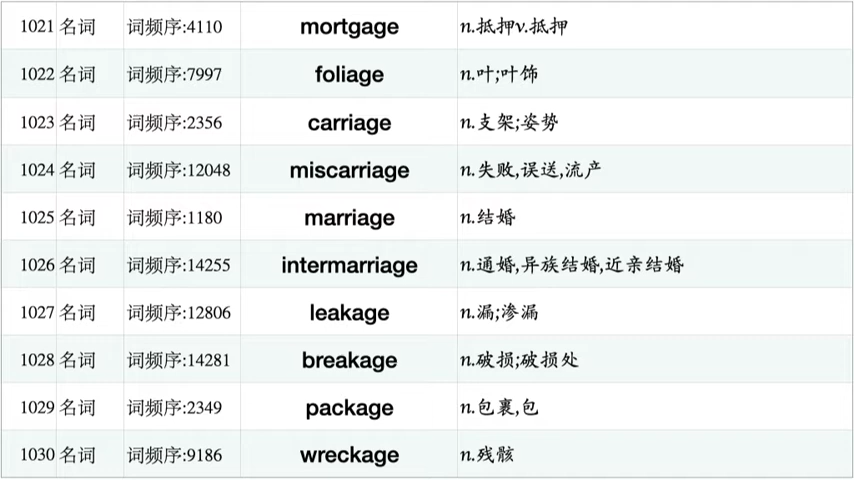 1021 名词 词频序:4110 mortgage n.抵押v.抵押
1022 名词 词频序:7997 foliage n.叶;叶饰
1023 名词 词频序:2356 carriage n.支架;姿势
1024 名词 词频序:12048 miscarriage n.失败,误送,流产
1025 名词 词频序:1180 marriage n.结婚
1026 名词 词频序:14255 intermarriage n.通婚,异族结婚,近亲结婚
1027 名词 词频序:12806 leakage n.漏;渗漏
1028 名词 词频序:14281 breakage n.破损;破损处
1029 名词 词频序:2349 package n.包裹,包
1030 名词 词频序:9186 wreckage n.残骸